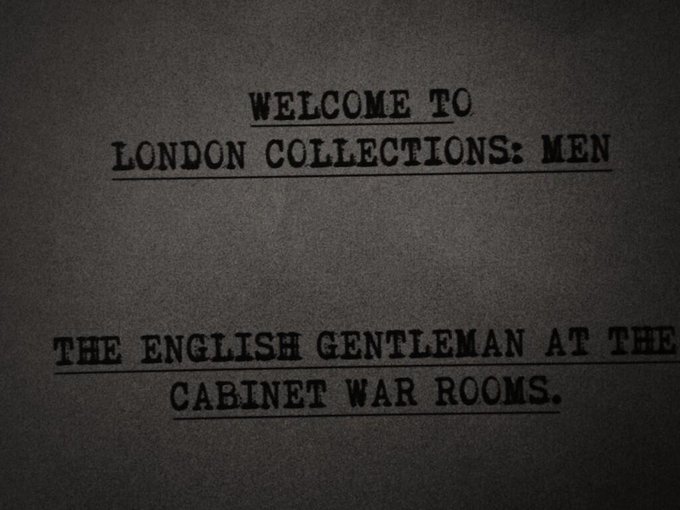 WELCOME TO
LONDON COLLECTIONS: MEN
THE ENGLISH GENTLEMAN AT THE
CABINET WAR ROOMS.